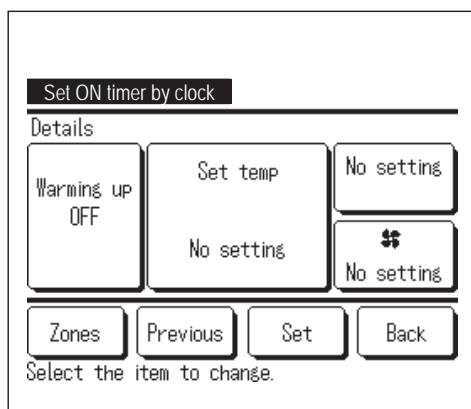 Set ON timer by clock
Details
Warming up
OFF
Set temp
No setting
No setting
No setting
Zones
Previous
Set
Back
Select the item to change.